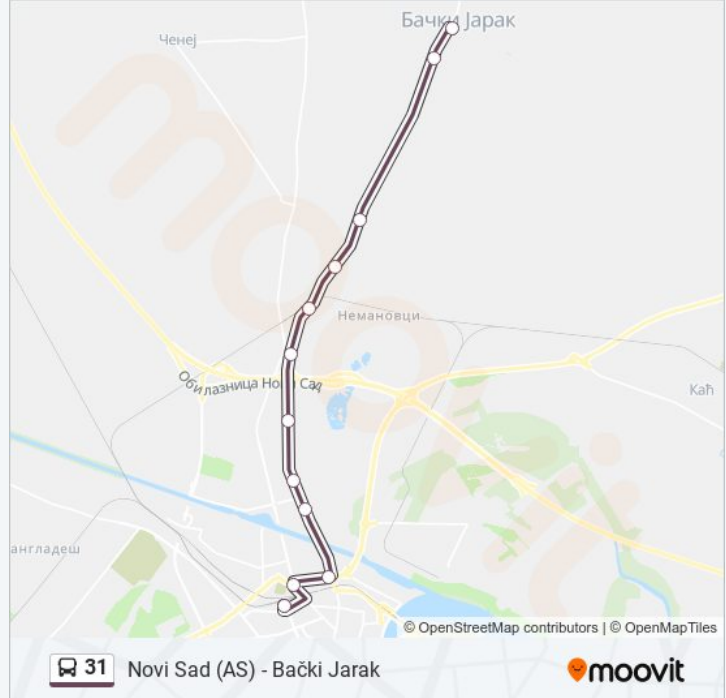 Бачки Јарак
Ченеј
Немановци
Обилазница Нови Сад
Каћ
англадеш
© OpenStreetMap contributors | © OpenMapTiles
31 Novi Sad (AS) - Bački Jarak
moovit